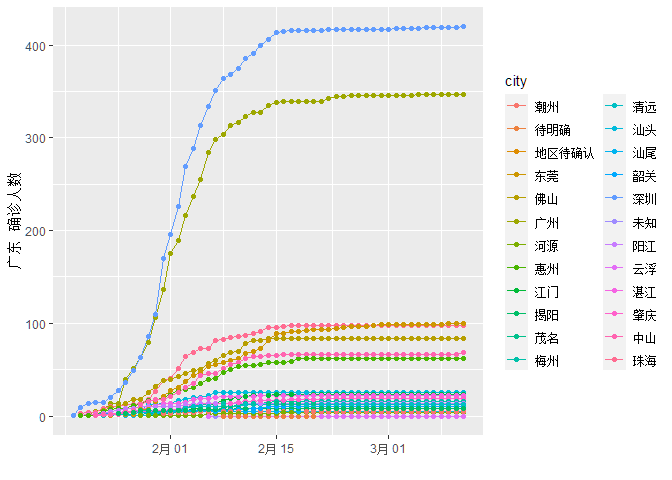 广东 确诊人数
400
300
200
100
0
2月 01
2月 15
3月 01
city
潮州
待明确
地区待确认
东莞
佛山
广州
河源
惠州
江门
揭阳
茂名
梅州
清远
汕头
汕尾
韶关
深圳
未知
阳江
云浮
湛江
肇庆
中山
珠海